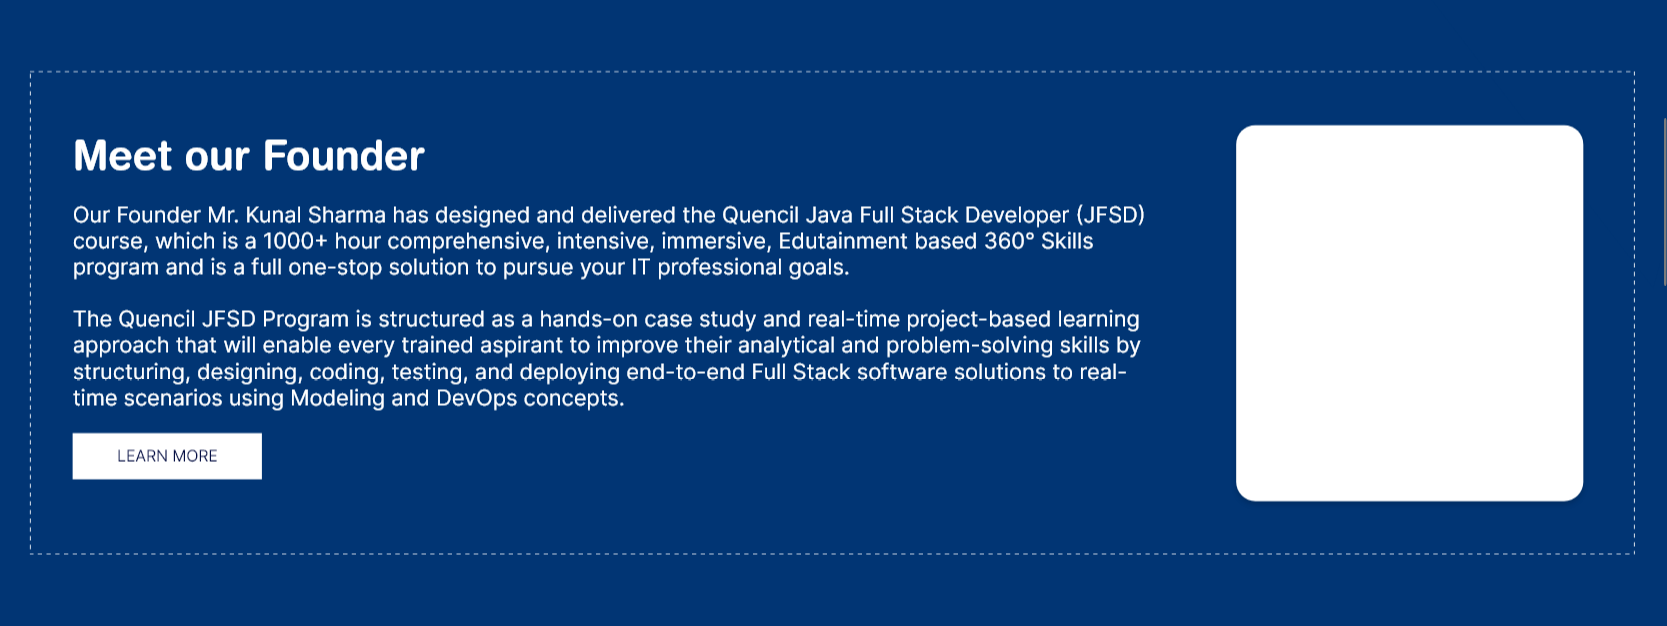 Meet our Founder
Our Founder Mr. Kunal Sharma has designed and delivered the Quencil Java Full Stack Developer (JFSD)
course, which is a 1000+ hour comprehensive, intensive, immersive, Edutainment based 360° Skills
program and is a full one-stop solution to pursue your IT professional goals.
The Quencil JFSD Program is structured as a hands-on case study and real-time project-based learning
approach that will enable every trained aspirant to improve their analytical and problem-solving skills by
structuring, designing, coding, testing, and deploying end-to-end Full Stack software solutions to real-
time scenarios using Modeling and DevOps concepts.
LEARN MORE